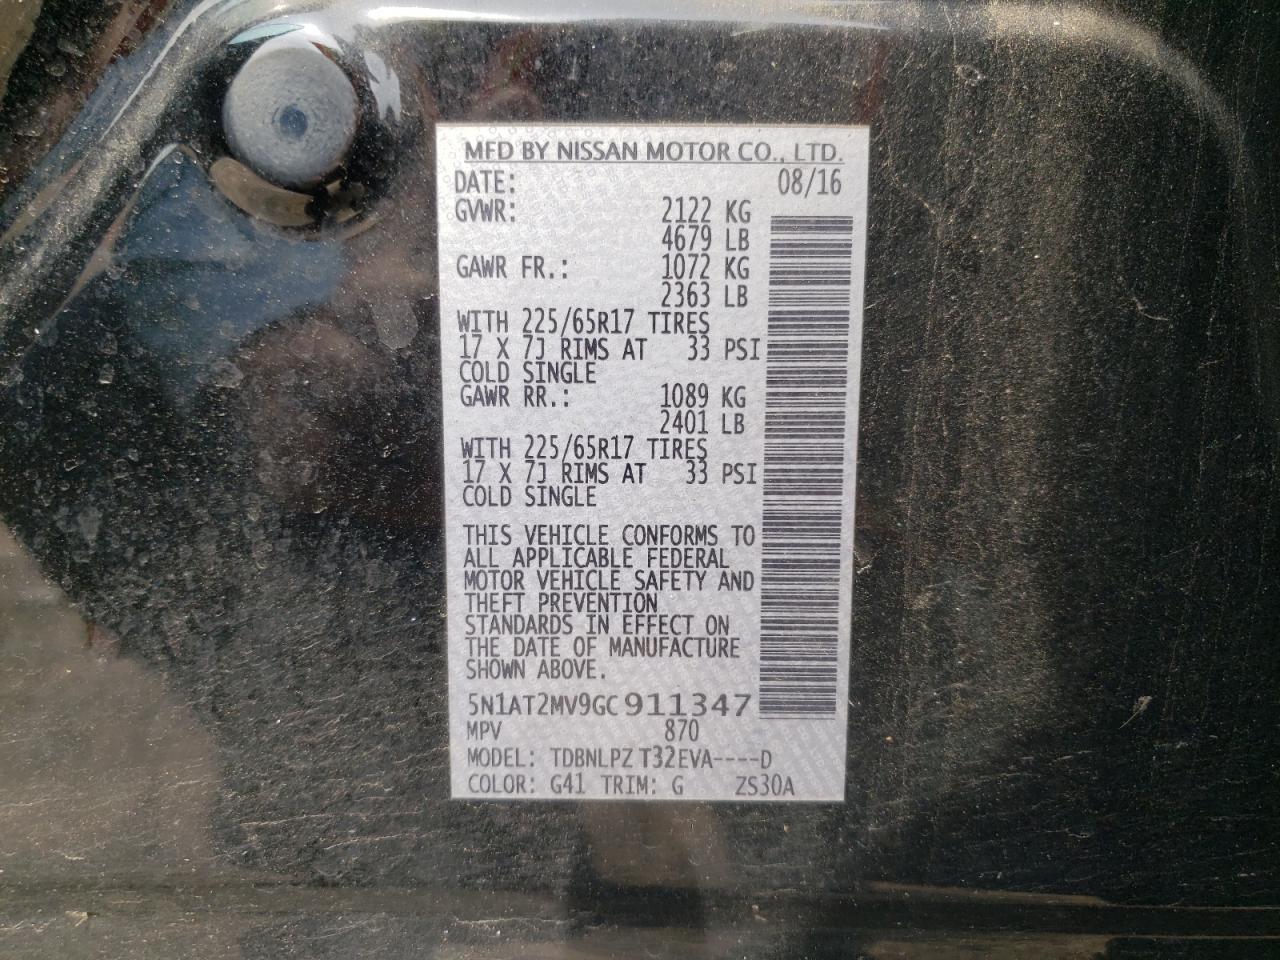 MFD BY NISSAN MOTOR CO., LTD.
DATE: 08/16
GVWR: 2122 KG
4679 LB
GAWR FR.: 1072 KG
2363 LB
WITH 225/65R17 TIRES
17 X 7J RIMS AT 33 PSI
COLD SINGLE
GAWR RR.: 1089 KG
2401 LB
WITH 225/65R17 TIRES
17 X 7J RIMS AT 33 PSI
COLD SINGLE
THIS VEHICLE CONFORMS TO
ALL APPLICABLE FEDERAL
MOTOR VEHICLE SAFETY AND
THEFT PREVENTION
STANDARDS IN EFFECT ON
THE DATE OF MANUFACTURE
SHOWN ABOVE.
5N1AT2MV9GC911347
MPV 870
MODEL: TDBNLPZ T32EVA----D
COLOR: G41 TRIM: G ZS30A